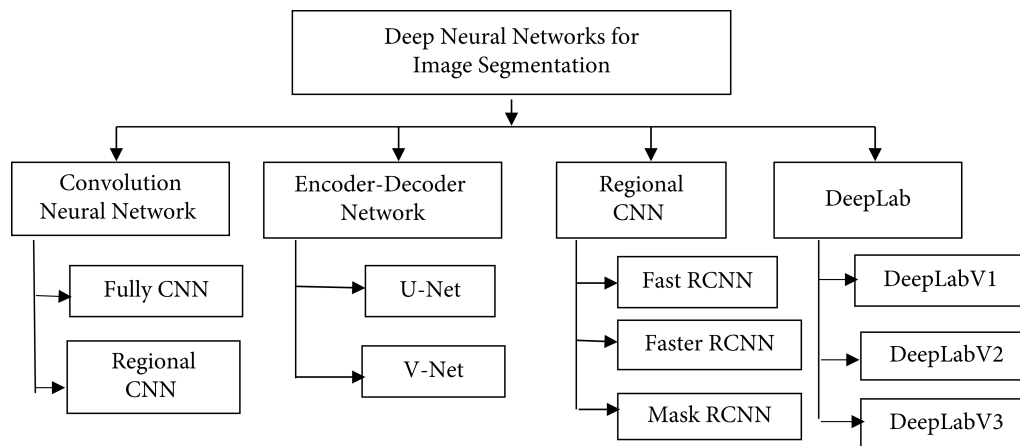 Deep Neural Networks for
Image Segmentation
Convolution
Neural Network
Encoder-Decoder
Network
Regional
CNN
DeepLab
Fully CNN
Regional
CNN
U-Net
V-Net
Fast RCNN
Faster RCNN
Mask RCNN
DeepLabV1
DeepLabV2
DeepLabV3